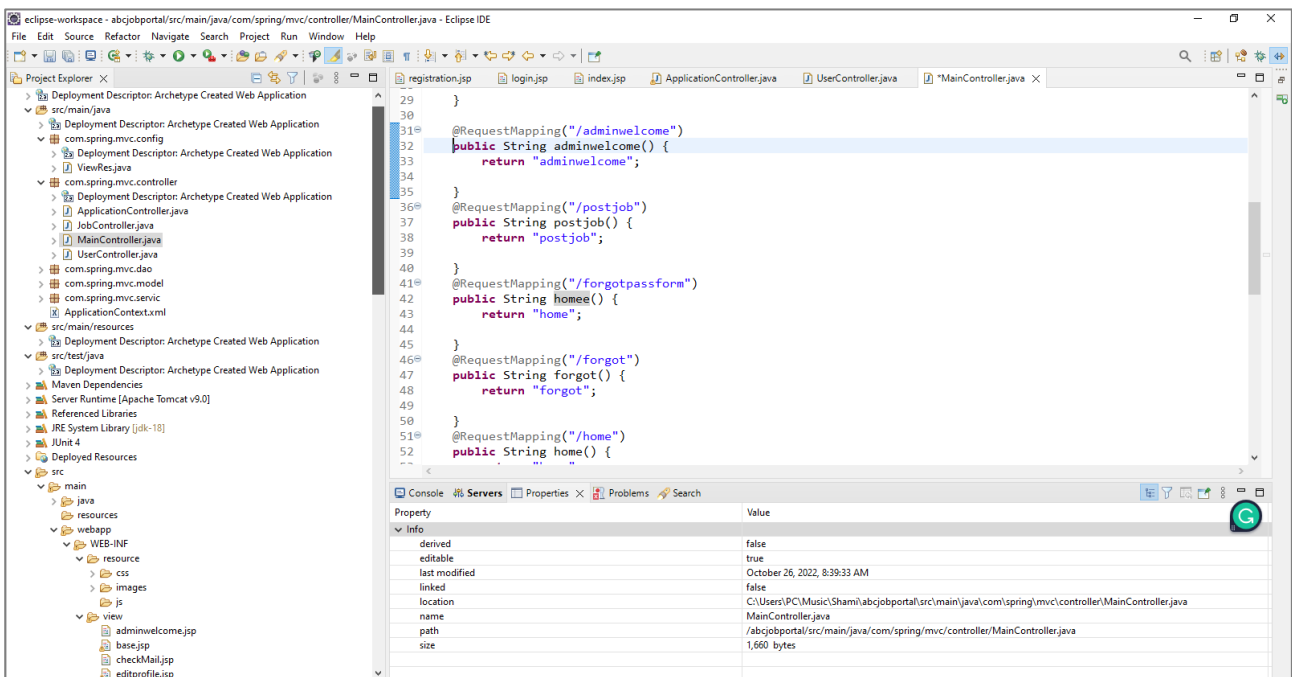 eclipse-workspace - abcjobportal/src/main/java/com/spring/mvc/controller/MainController.java - Eclipse IDE
File Edit Source Refactor Navigate Search Project Run Window Help
Project Explorer
Deployment Descriptor: Archetype Created Web Application
src/main/java
Deployment Descriptor: Archetype Created Web Application
com.spring.mvc.config
Deployment Descriptor: Archetype Created Web Application
ViewRes.java
com.spring.mvc.controller
Deployment Descriptor: Archetype Created Web Application
ApplicationController.java
JobController.java
MainController.java
UserController.java
com.spring.mvc.dao
com.spring.mvc.model
com.spring.mvc.servic
ApplicationContext.xml
src/main/resources
Deployment Descriptor: Archetype Created Web Application
src/test/java
Deployment Descriptor: Archetype Created Web Application
Maven Dependencies
Server Runtime [Apache Tomcat v9.0]
Referenced Libraries
JRE System Library [jdk-18]
JUnit 4
Deployed Resources
src
main
java
resources
webapp
WEB-INF
resource
css
images
js
view
adminwelcome.jsp
base.jsp
checkMail.jsp
editprofile.jsp
registration.jsp login.jsp index.jsp ApplicationController.java UserController.java *MainController.java
29 }
30
31 @RequestMapping("/adminwelcome")
32 public String adminwelcome() {
33 return "adminwelcome";
34
35 }
36 @RequestMapping("/postjob")
37 public String postjob() {
38 return "postjob";
39
40 }
41 @RequestMapping("/forgotpassform")
42 public String homee() {
43 return "home";
44
45 }
46 @RequestMapping("/forgot")
47 public String forgot() {
48 return "forgot";
49
50 }
51 @RequestMapping("/home")
52 public String home() {
Console Servers Properties Problems Search
Property Value
Info
derived false
editable true
last modified October 26, 2022, 8:39:33 AM
linked false
location C:\Users\PC\Music\Shami\abcjobportal\src\main\java\com\spring\mvc\controller\MainController.java
name MainController.java
path /abcjobportal/src/main/java/com/spring/mvc/controller/MainController.java
size 1,660 bytes